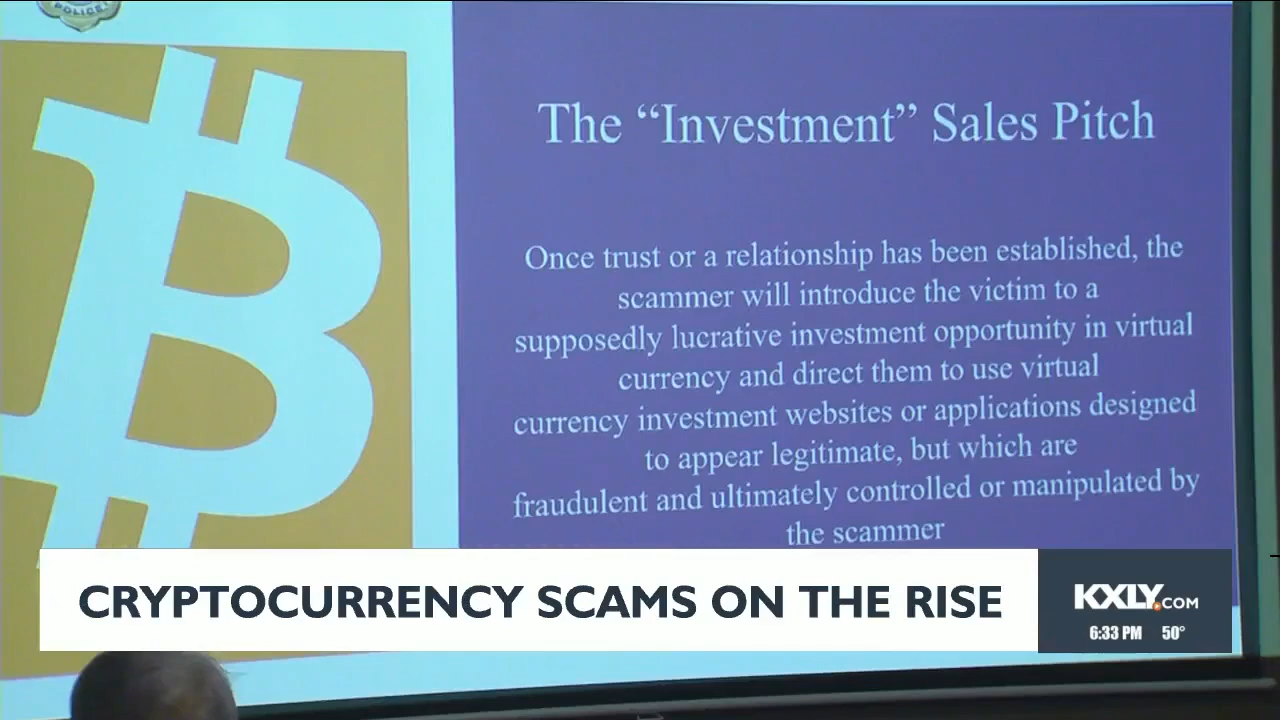 POLICE
The “Investment” Sales Pitch
Once trust or a relationship has been established, the
scammer will introduce the victim to a
supposedly lucrative investment opportunity in virtual
currency and direct them to use virtual
currency investment websites or applications designed
to appear legitimate, but which are
fraudulent and ultimately controlled or manipulated by
the scammer
CRYPTOCURRENCY SCAMS ON THE RISE
KXLY.COM
6:33 PM 50°